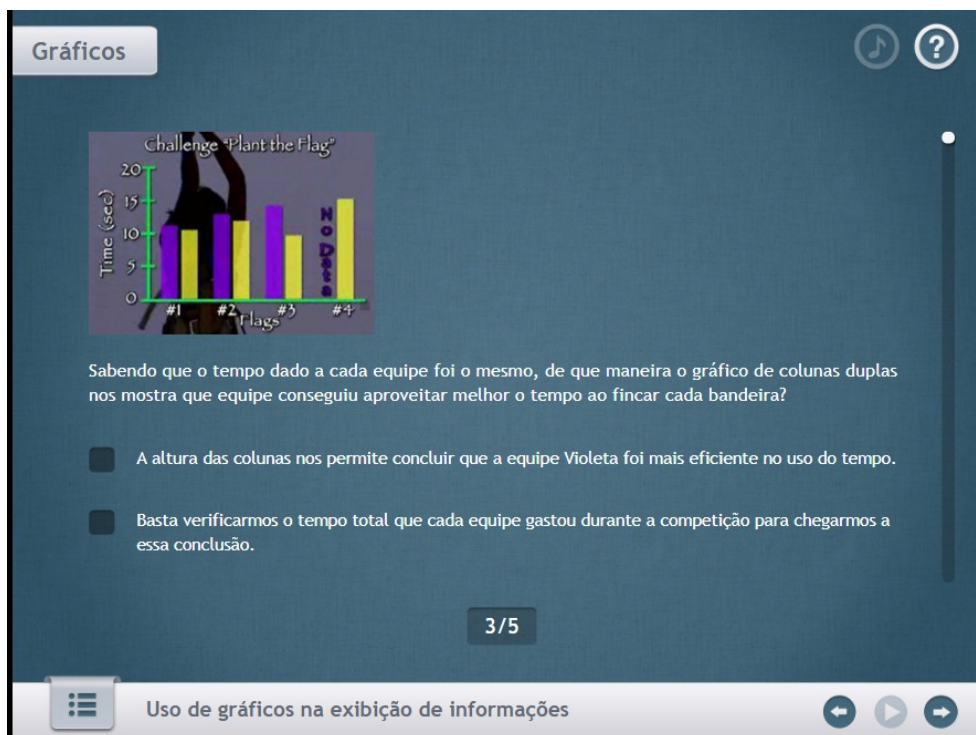 Gráficos
?
Challenge "Plant the Flag"
20
15
10
5
0
Time (sec)
No Data
#1
#2
#3
#4
Flags
Sabendo que o tempo dado a cada equipe foi o mesmo, de que maneira o gráfico de colunas duplas
nos mostra que equipe conseguiu aproveitar melhor o tempo ao fincar cada bandeira?
A altura das colunas nos permite concluir que a equipe Violeta foi mais eficiente no uso do tempo.
Basta verificarmos o tempo total que cada equipe gastou durante a competição para chegarmos a
essa conclusão.
3/5
Uso de gráficos na exibição de informações